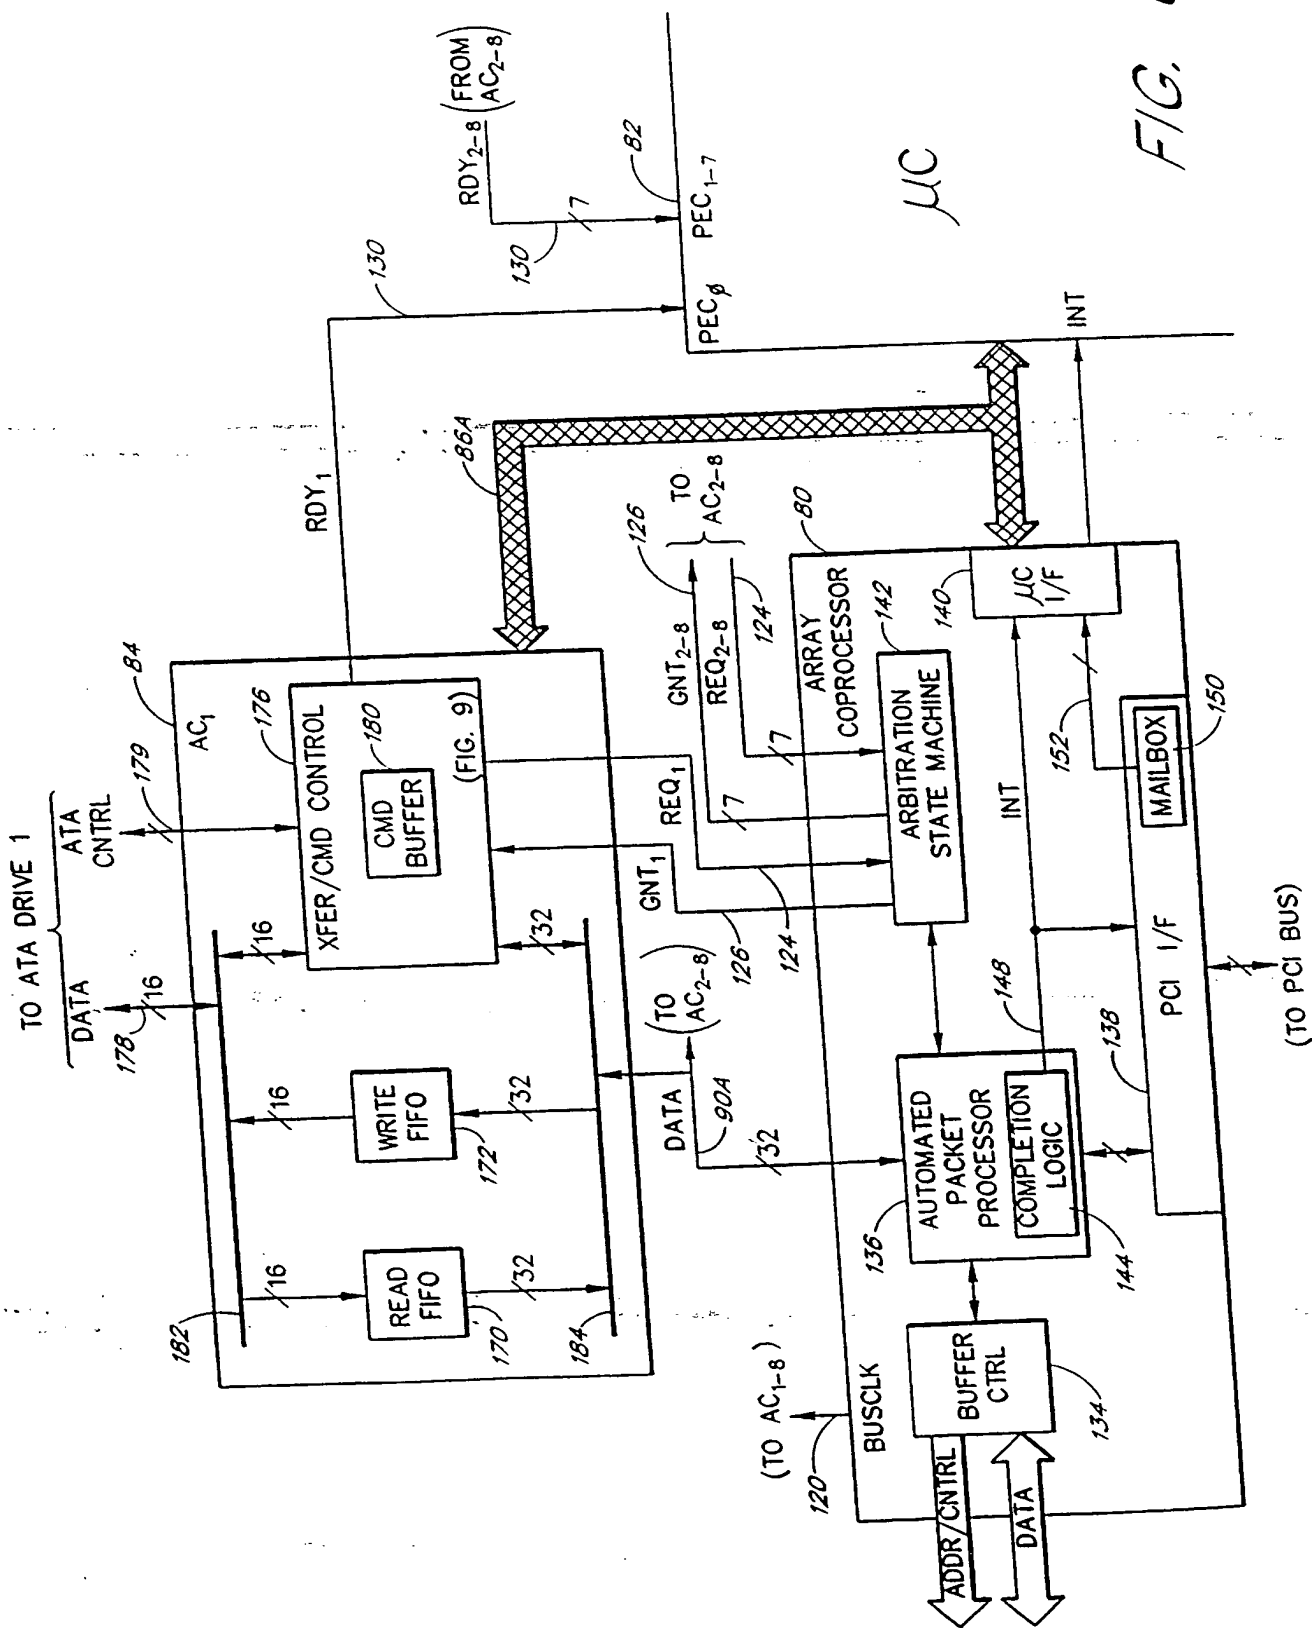 TO ATA DRIVE 1
DATA
ATA
CNTRL
178
16
179
84
AC1
16
16
16
XFER/CMD CONTROL
176
CMD
BUFFER
180
(FIG. 9)
182
READ
FIFO
170
WRITE
FIFO
172
32
32
32
184
RDY1
130
RDY2-8 (FROM
AC2-8)
130
7
82
PECø
PEC1-7
μC
FIG.
86A
INT
DATA
(TO
AC2-8)
90A
32
GNT1
REQ1
126
124
GNT2-8
REQ2-8
126
124
TO
AC2-8
7
7
80
ARRAY
COPROCESSOR
142
ARBITRATION
STATE MACHINE
140
μC
I/F
(TO AC1-8)
120
BUSCLK
BUFFER
CTRL
134
ADDR/CNTRL
DATA
136
AUTOMATED
PACKET
PROCESSOR
COMPLETION
LOGIC
144
148
INT
152
138
PCI I/F
MAILBOX
150
(TO PCI BUS)